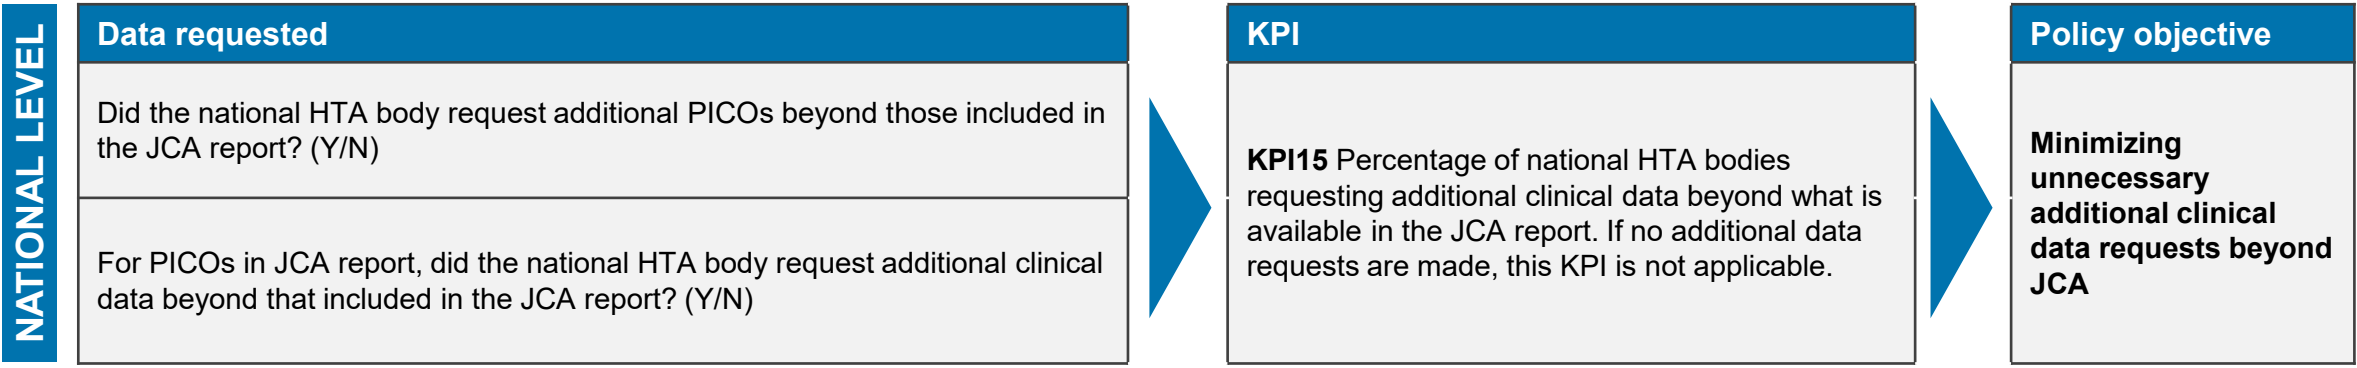 NATIONAL LEVEL
Data requested
Did the national HTA body request additional PICOs beyond those included in
the JCA report? (Y/N)
For PICOs in JCA report, did the national HTA body request additional clinical
data beyond that included in the JCA report? (Y/N)
KPI
KPI15 Percentage of national HTA bodies
requesting additional clinical data beyond what is
available in the JCA report. If no additional data
requests are made, this KPI is not applicable.
Policy objective
Minimizing
unnecessary
additional clinical
data requests beyond
JCA